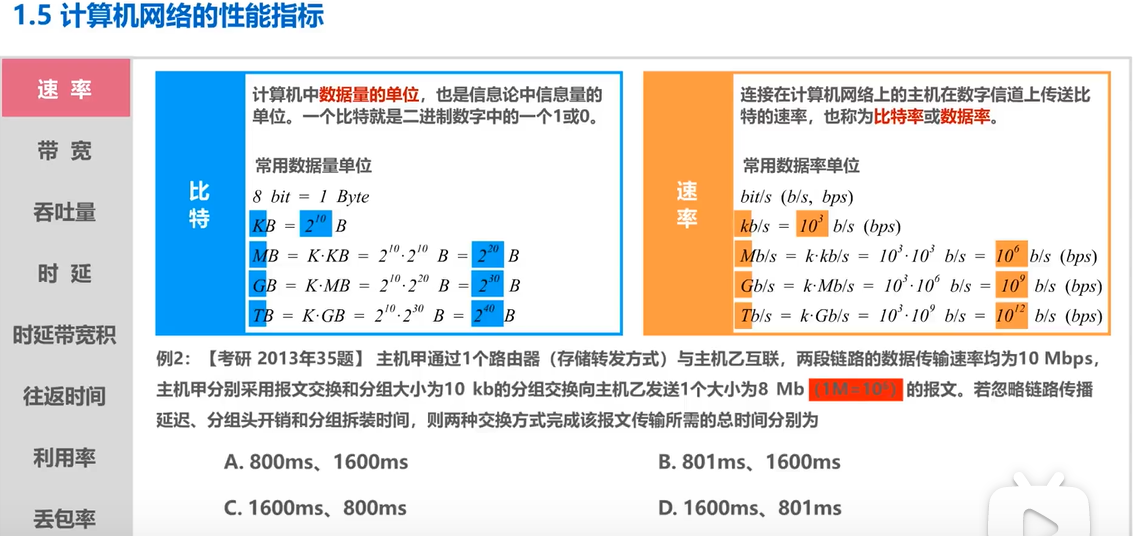 1.5 计算机网络的性能指标
速 率
带 宽
吞吐量
时 延
时延带宽积
往返时间
利用率
丢包率
比特
计算机中数据量的单位，也是信息论中信息量的
单位。一个比特就是二进制数字中的一个1或0。
常用数据量单位
8 bit = 1 Byte
KB = 2^10 B
MB = K·KB = 2^10·2^10 B = 2^20 B
GB = K·MB = 2^10·2^20 B = 2^30 B
TB = K·GB = 2^10·2^30 B = 2^40 B
速率
连接在计算机网络上的主机在数字信道上传送比
特的速率，也称为比特率或数据率。
常用数据率单位
bit/s (b/s, bps)
kb/s = 10^3 b/s (bps)
Mb/s = k·kb/s = 10^3·10^3 b/s = 10^6 b/s (bps)
Gb/s = k·Mb/s = 10^3·10^6 b/s = 10^9 b/s (bps)
Tb/s = k·Gb/s = 10^3·10^9 b/s = 10^12 b/s (bps)
例2：【考研 2013年35题】 主机甲通过1个路由器（存储转发方式）与主机乙互联，两段链路的数据传输速率均为10 Mbps，
主机甲分别采用报文交换和分组大小为10 kb的分组交换向主机乙发送1个大小为8 Mb（1M=10^6）的报文。若忽略链路传播
延迟、分组头开销和分组拆装时间，则两种交换方式完成该报文传输所需的总时间分别为
A. 800ms、1600ms
B. 801ms、1600ms
C. 1600ms、800ms
D. 1600ms、801ms